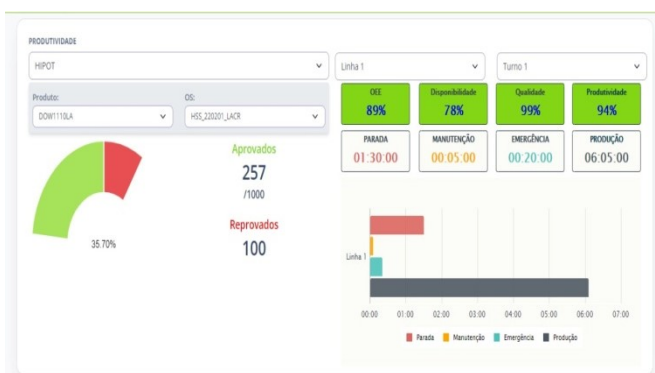 PRODUTIVIDADE
HIPOT
Linha 1
Turno 1
Produto:
OS:
DOW1110LA
HSS_220201_LACR
OEE
89%
Disponibilidade
78%
Qualidade
99%
Produtividade
94%
PARADA
01:30:00
MANUTENÇÃO
00:05:00
EMERGÊNCIA
00:20:00
PRODUÇÃO
06:05:00
35.70%
Aprovados
257
/1000
Reprovados
100
Linha 1
00:00 01:00 02:00 03:00 04:00 05:00 06:00 07:00
Parada Manutenção Emergência Produção